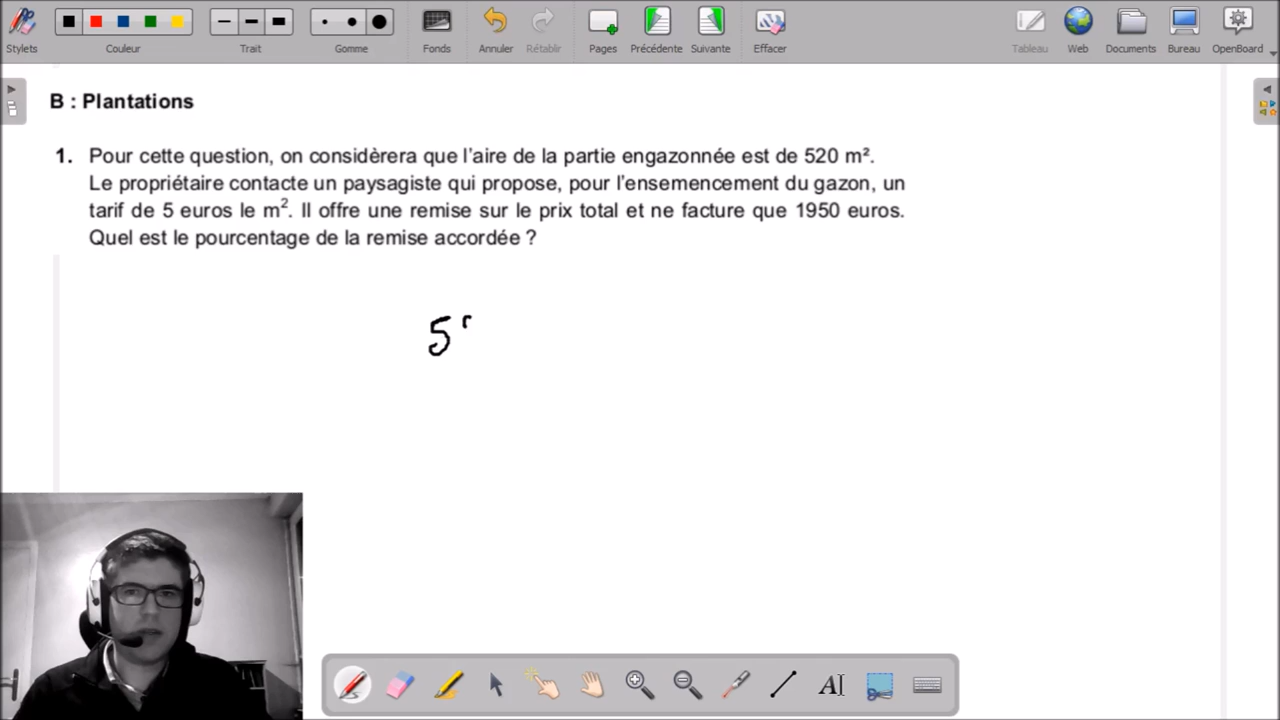 Stylets
Couleur
Trait
Gomme
Fonds
Annuler
Rétablir
Pages
Précédente
Suivante
Effacer
Tableau
Web
Documents
Bureau
OpenBoard
B : Plantations
1. Pour cette question, on considèrera que l'aire de la partie engazonnée est de 520 m².
Le propriétaire contacte un paysagiste qui propose, pour l'ensemencement du gazon, un
tarif de 5 euros le m². Il offre une remise sur le prix total et ne facture que 1950 euros.
Quel est le pourcentage de la remise accordée ?
5
AI